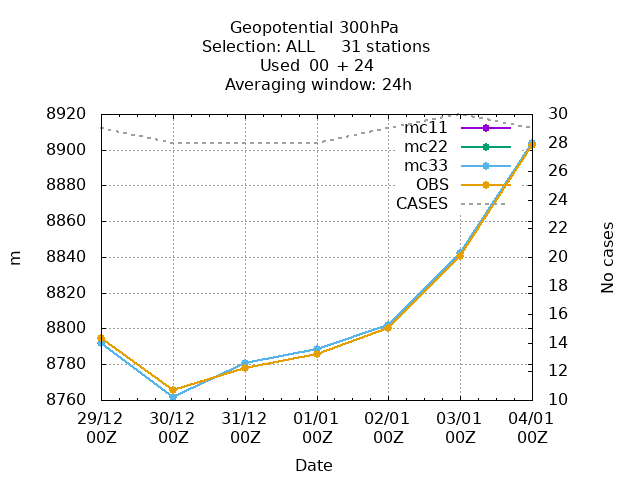 Geopotential 300hPa
Selection: ALL 31 stations
Used 00 + 24
Averaging window: 24h
8920
8900
8880
8860
8840
8820
8800
8780
8760
m
30
28
26
24
22
20
18
16
14
12
10
No cases
mc11
mc22
mc33
OBS
CASES
29/12 30/12 31/12 01/01 02/01 03/01 04/01
00Z 00Z 00Z 00Z 00Z 00Z 00Z
Date